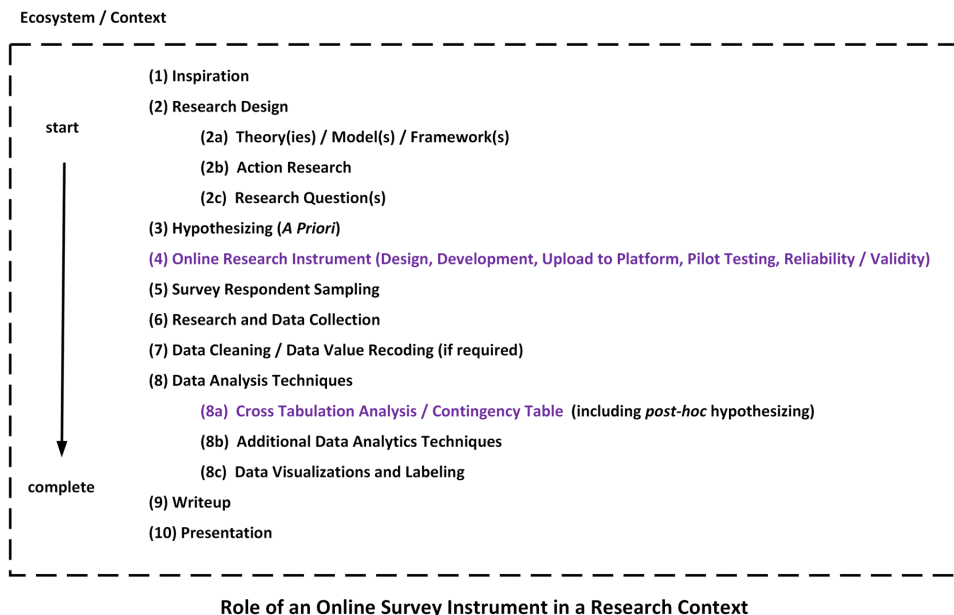 Ecosystem / Context
(1) Inspiration
(2) Research Design
start
(2a) Theory(ies) / Model(s) / Framework(s)
(2b) Action Research
(2c) Research Question(s)
(3) Hypothesizing (A Priori)
(4) Online Research Instrument (Design, Development, Upload to Platform, Pilot Testing, Reliability / Validity)
(5) Survey Respondent Sampling
(6) Research and Data Collection
(7) Data Cleaning / Data Value Recoding (if required)
(8) Data Analysis Techniques
(8a) Cross Tabulation Analysis / Contingency Table (including post-hoc hypothesizing)
(8b) Additional Data Analytics Techniques
(8c) Data Visualizations and Labeling
complete
(9) Writeup
(10) Presentation
Role of an Online Survey Instrument in a Research Context